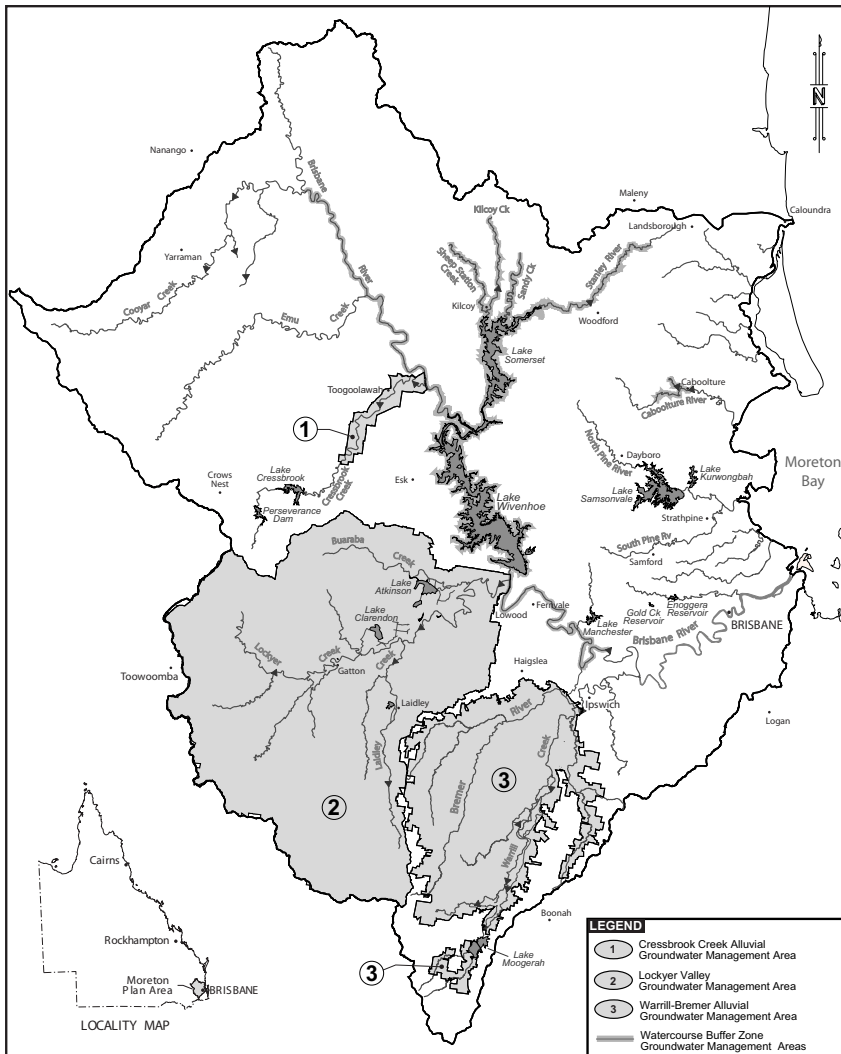 N
Nanango
Brisbane
River
Kilcoy Ck
Maleny
Caloundra
Landsborough
Yarraman
Cooyar Creek
Emu Creek
Sheep Station
Creek
Sandy Ck
Stanley River
Kilcoy
Woodford
Lake
Somerset
Toogoolawah
1
Caboolture
Caboolture River
North Pine River
Dayboro
Lake
Kurwongbah
Moreton
Bay
Crows
Nest
Lake
Cressbrook
Cressbrook
Creek
Esk
Perseverance
Dam
Lake
Wivenhoe
Lake
Samsonvale
Strathpine
South Pine Rv
Samford
Buaraba
Creek
Lake
Atkinson
Lake
Clarendon
Lowood
Fernvale
Lake
Manchester
Gold Ck
Reservoir
Enoggera
Reservoir
BRISBANE
Brisbane River
Lockyer
Creek
Creek
Gatton
Toowoomba
Haigslea
Laidley
Laidley
River
Ipswich
Logan
Creek
Bremer
3
2
Warrill
Cairns
Rockhampton
Moreton
Plan Area
BRISBANE
LOCALITY MAP
Boonah
3
Lake
Moogerah
LEGEND
1 Cressbrook Creek Alluvial
Groundwater Management Area
2 Lockyer Valley
Groundwater Management Area
3 Warrill-Bremer Alluvial
Groundwater Management Area
Watercourse Buffer Zone
Groundwater Management Areas